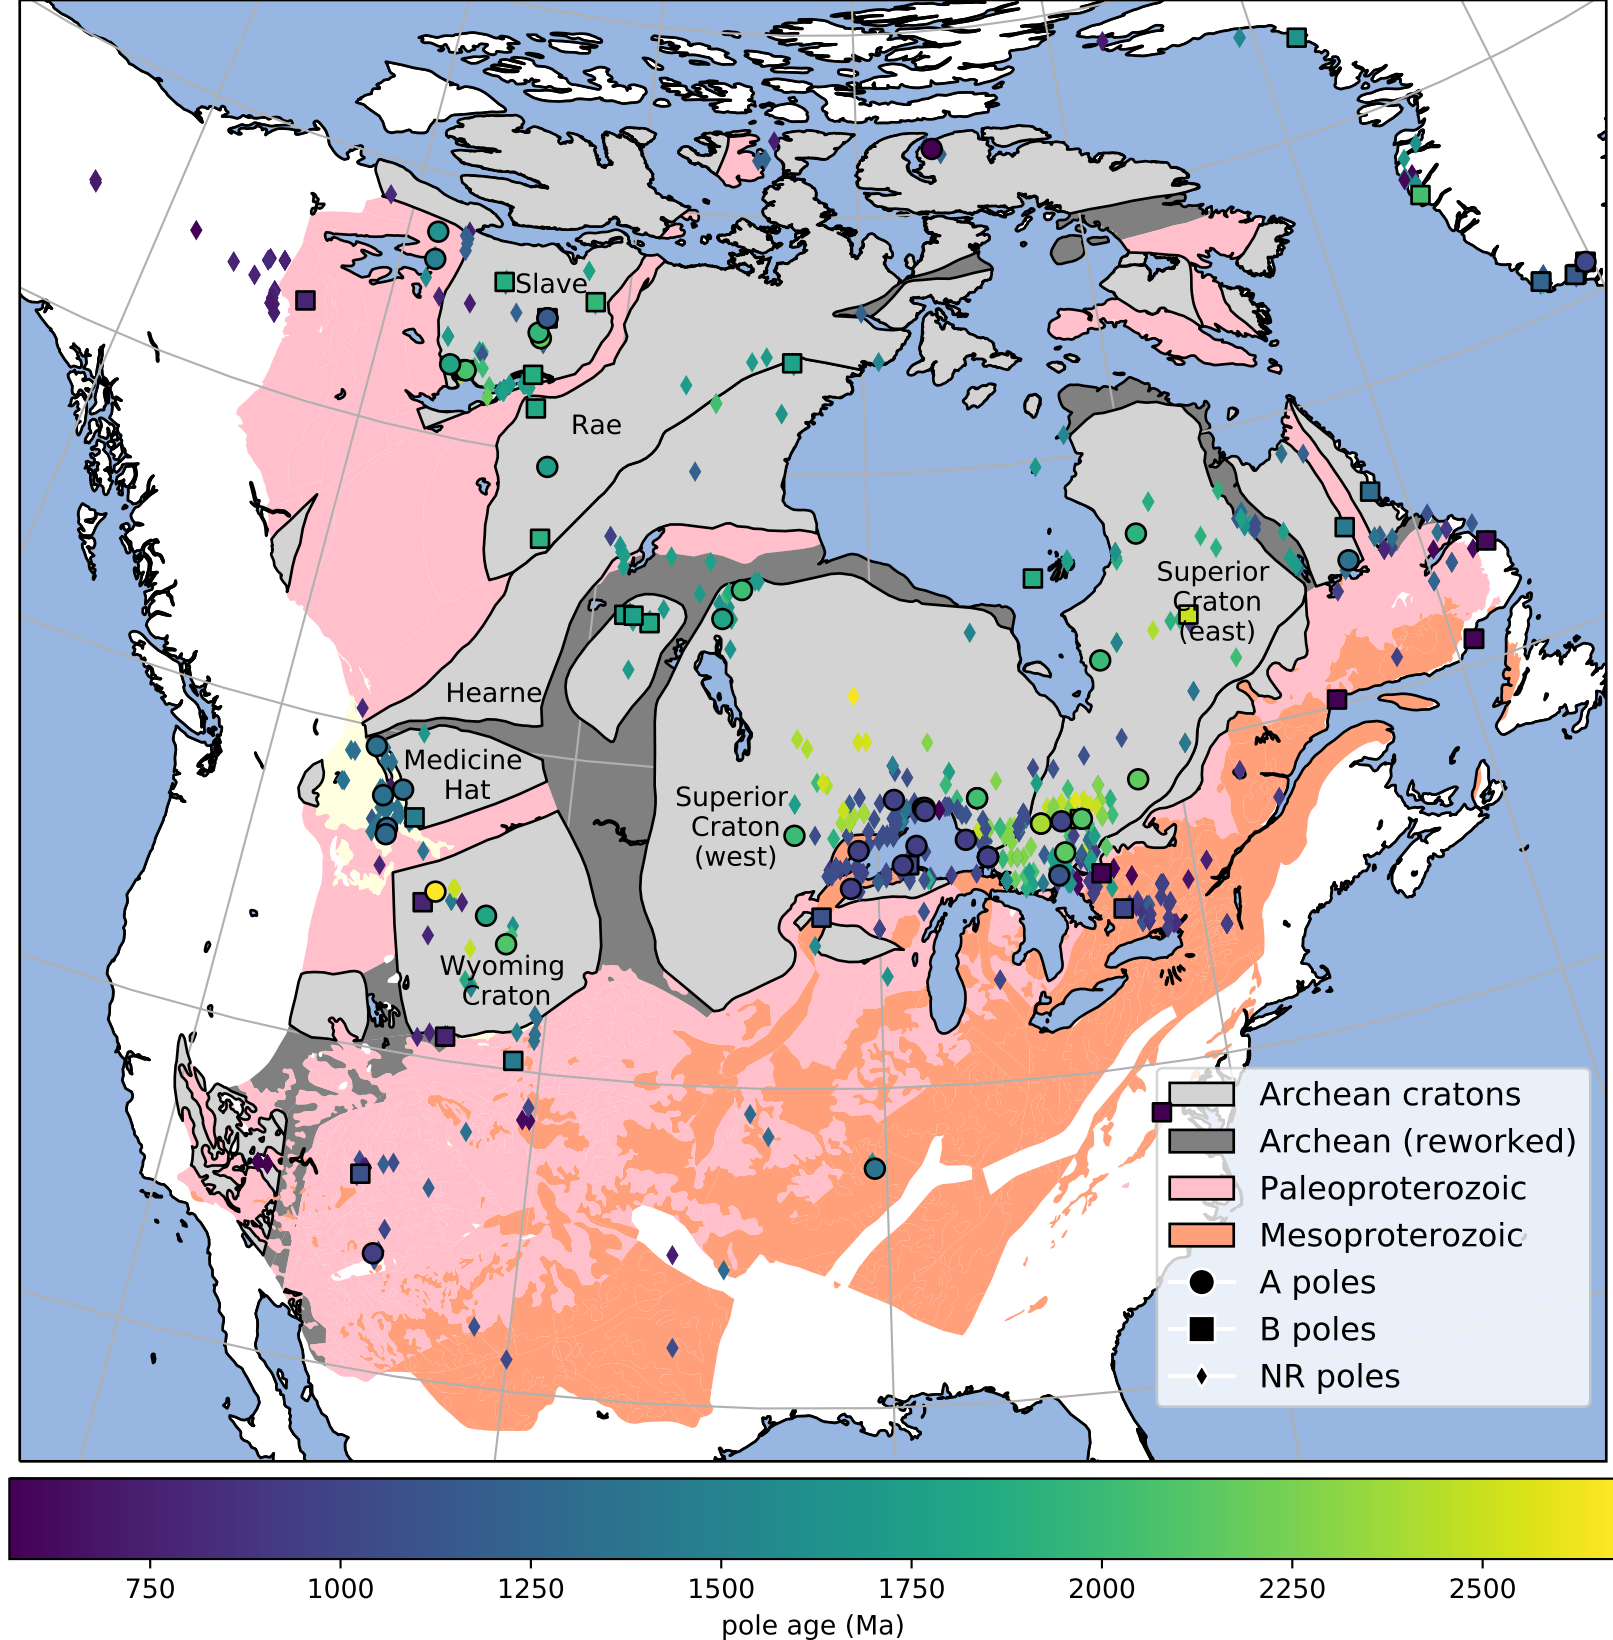 Slave
Rae
Superior
Craton
(east)
Hearne
Medicine
Hat
Superior
Craton
(west)
Wyoming
Craton
Archean cratons
Archean (reworked)
Paleoproterozoic
Mesoproterozoic
A poles
B poles
NR poles
750 1000 1250 1500 1750 2000 2250 2500
pole age (Ma)